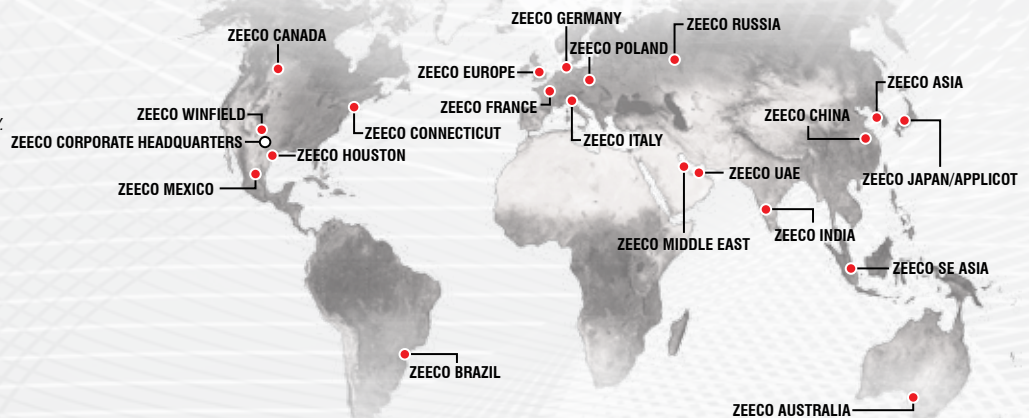 ZEECO GERMANY
ZEECO RUSSIA
ZEECO CANADA
ZEECO POLAND
ZEECO EUROPE
ZEECO ASIA
ZEECO FRANCE
ZEECO WINFIELD
ZEECO CHINA
ZEECO CONNECTICUT
ZEECO ITALY
ZEECO CORPORATE HEADQUARTERS
ZEECO HOUSTON
ZEECO UAE
ZEECO JAPAN/APPLICOT
ZEECO MEXICO
ZEECO INDIA
ZEECO MIDDLE EAST
ZEECO SE ASIA
ZEECO BRAZIL
ZEECO AUSTRALIA